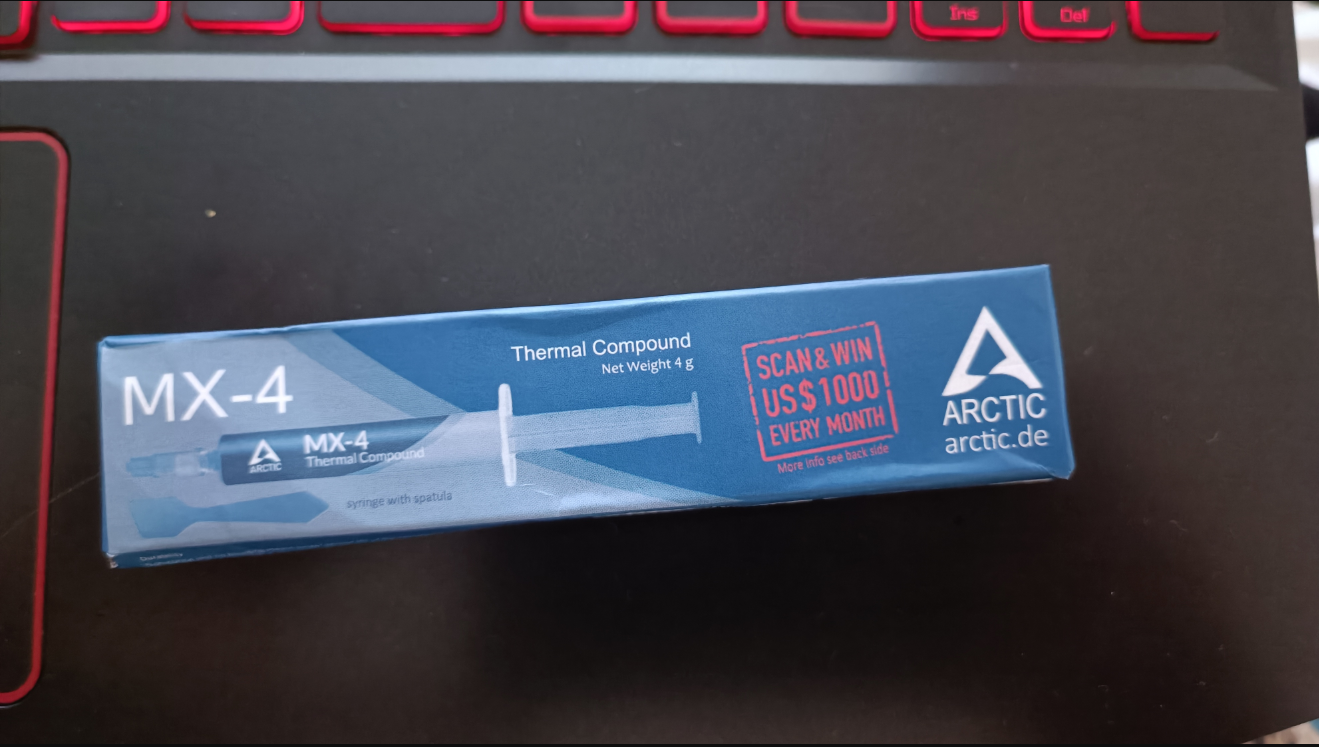 Ins
Del
MX-4
Thermal Compound
Net Weight 4 g
ARCTIC
MX-4
Thermal Compound
syringe with spatula
SCAN & WIN
US$1000
EVERY MONTH
More info see back side
ARCTIC
arctic.de